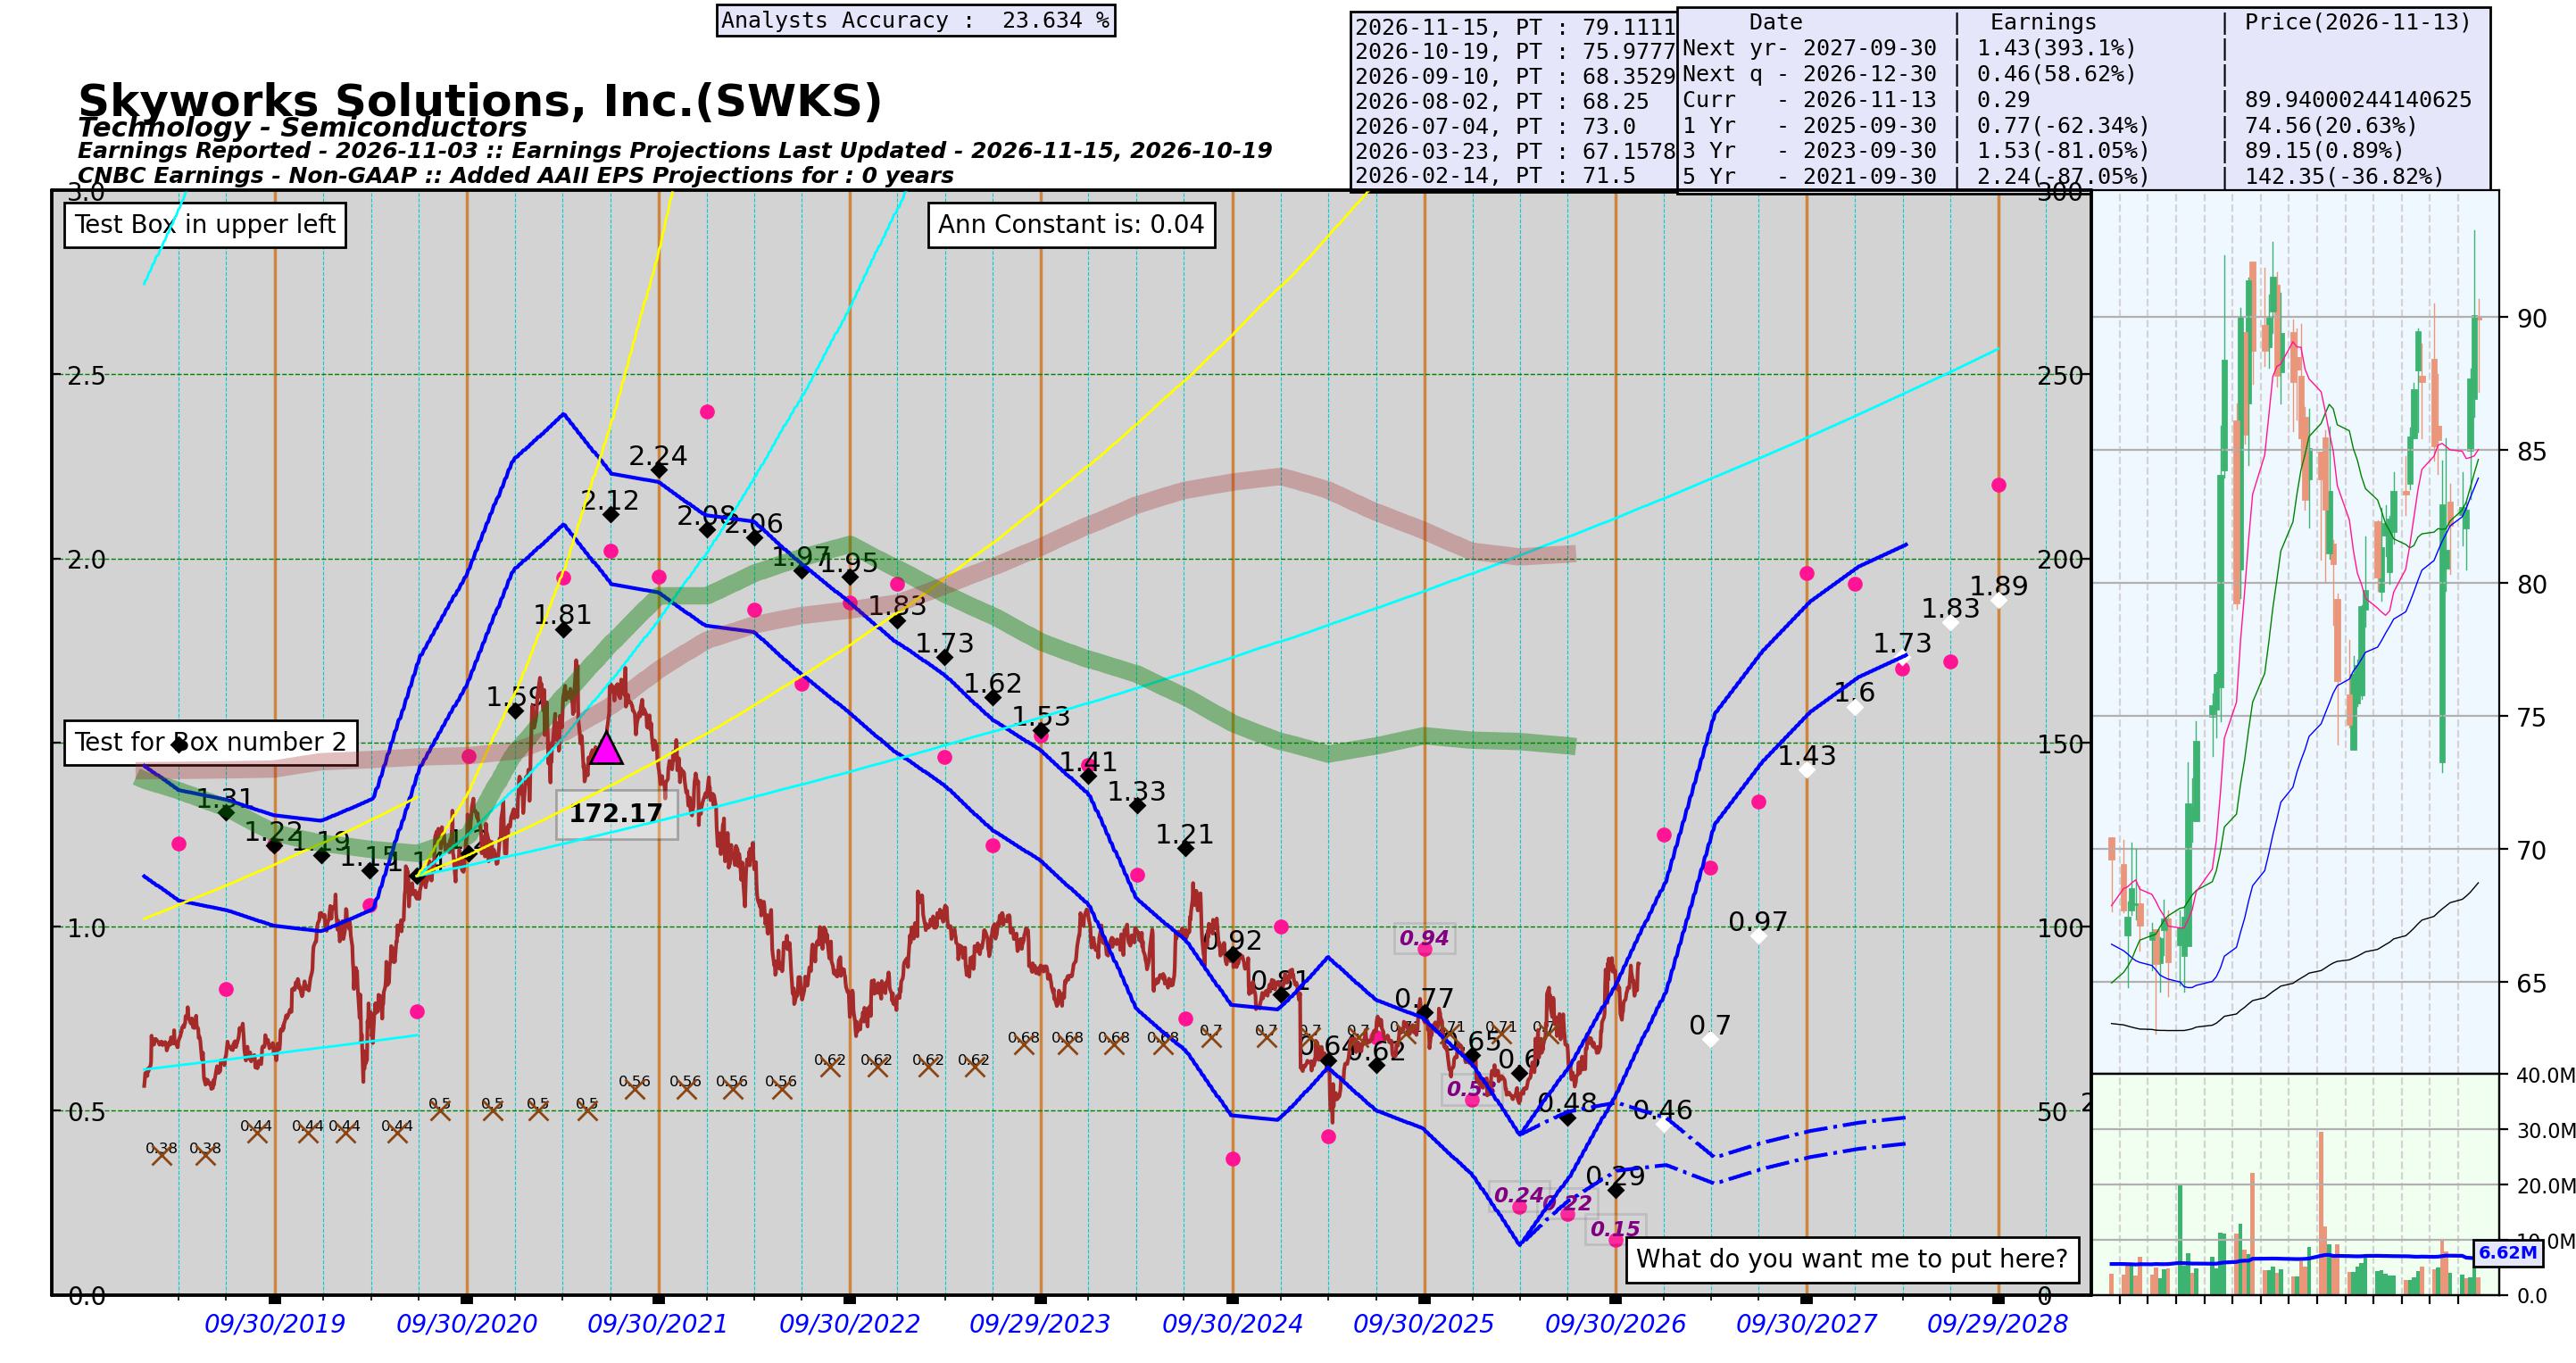 Analysts Accuracy :  23.634 %
2026-11-15, PT : 79.1111
2026-10-19, PT : 75.9777
2026-09-10, PT : 68.3529
2026-08-02, PT : 68.25
2026-07-04, PT : 73.0
2026-03-23, PT : 67.1578
2026-02-14, PT : 71.5
Date | Earnings | Price(2026-11-13)
Next yr- 2027-09-30 | 1.43(393.1%) |
Next q - 2026-12-30 | 0.46(58.62%) |
Curr - 2026-11-13 | 0.29 | 89.94000244140625
1 Yr - 2025-09-30 | 0.77(-62.34%) | 74.56(20.63%)
3 Yr - 2023-09-30 | 1.53(-81.05%) | 89.15(0.89%)
5 Yr - 2021-09-30 | 2.24(-87.05%) | 142.35(-36.82%)
Skyworks Solutions, Inc.(SWKS)
Technology - Semiconductors
Earnings Reported - 2026-11-03 :: Earnings Projections Last Updated - 2026-11-15, 2026-10-19
CNBC Earnings - Non-GAAP :: Added AAII EPS Projections for : 0 years
Test Box in upper left
Ann Constant is: 0.04
Test for Box number 2
What do you want me to put here?
172.17
3.0
2.5
2.0
1.0
0.5
0.0
300
250
200
150
100
50
0
1.31
1.22
1.19
1.15
1.59
1.81
2.12
2.24
2.08
2.06
1.97
1.95
1.83
1.73
1.62
1.53
1.41
1.33
1.21
0.92
0.81
0.64
0.62
0.77
0.65
0.6
0.48
0.29
0.46
0.7
0.97
1.43
1.6
1.73
1.83
1.89
0.94
0.24
0.22
0.15
0.38 0.38
0.44 0.44 0.44 0.44
0.5 0.5 0.5 0.5
0.56 0.56 0.56 0.56
0.62 0.62 0.62 0.62
0.68 0.68 0.68 0.68
0.7 0.7 0.7 0.7
0.71 0.71 0.71
90
85
80
75
70
65
40.0M
30.0M
20.0M
6.62M
0.0
09/30/2019 09/30/2020 09/30/2021 09/30/2022 09/29/2023 09/30/2024 09/30/2025 09/30/2026 09/30/2027 09/29/2028